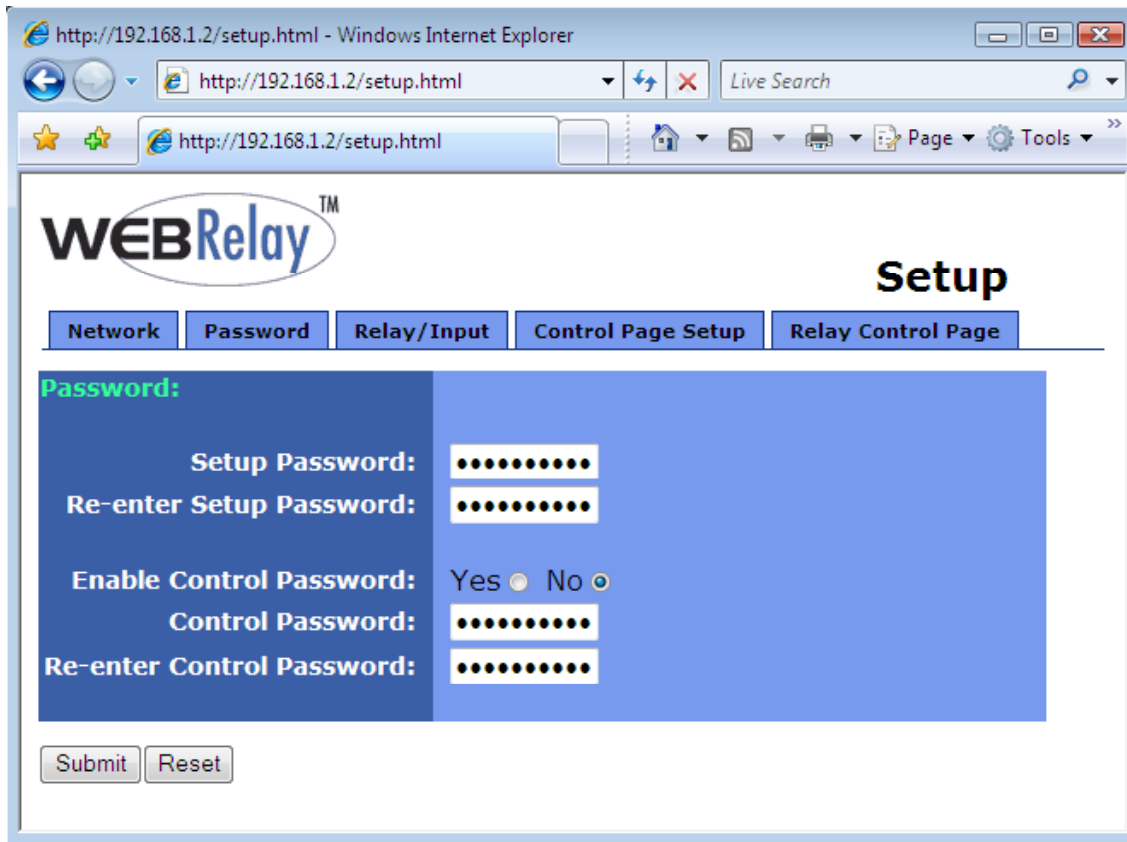 http://192.168.1.2/setup.html - Windows Internet Explorer
http://192.168.1.2/setup.html
Live Search
http://192.168.1.2/setup.html
Page
Tools
WEBRelay™
Setup
Network
Password
Relay/Input
Control Page Setup
Relay Control Page
Password:
Setup Password: ••••••••••
Re-enter Setup Password: ••••••••••
Enable Control Password: Yes No
Control Password: ••••••••••
Re-enter Control Password: ••••••••••
Submit Reset